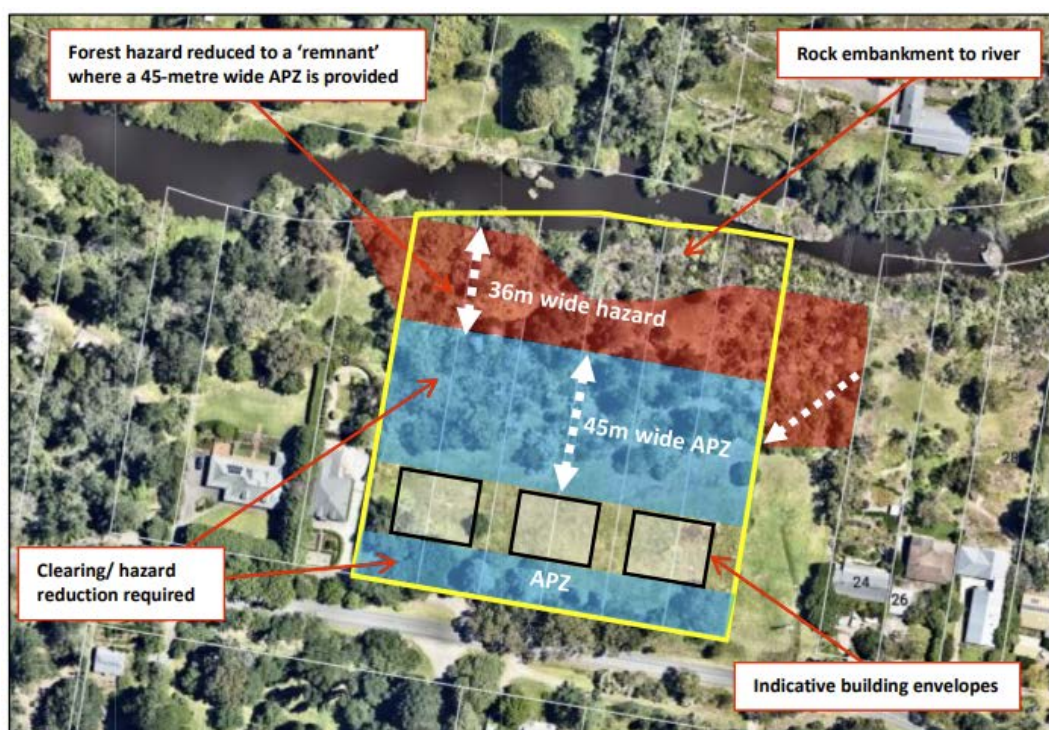 Forest hazard reduced to a ‘remnant’
where a 45-metre wide APZ is provided
Rock embankment to river
36m wide hazard
45m wide APZ
Clearing/ hazard
reduction required
APZ
24
26
Indicative building envelopes